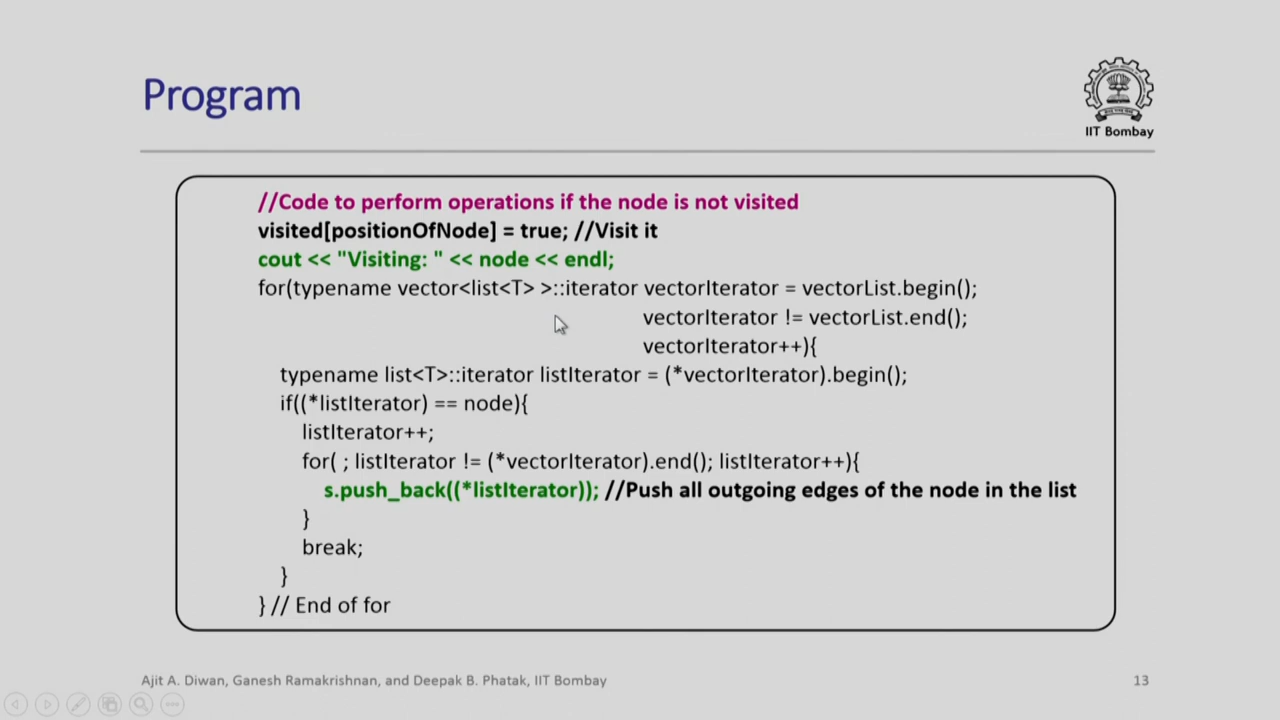 Program
IIT Bombay
//Code to perform operations if the node is not visited
visited[positionOfNode] = true; //Visit it
cout << "Visiting: " << node << endl;
for(typename vector<list<T> >::iterator vectorIterator = vectorList.begin();
vectorIterator != vectorList.end();
vectorIterator++){
typename list<T>::iterator listIterator = (*vectorIterator).begin();
if((*listIterator) == node){
listIterator++;
for( ; listIterator != (*vectorIterator).end(); listIterator++){
s.push_back((*listIterator)); //Push all outgoing edges of the node in the list
}
break;
}
} // End of for
Ajit A. Diwan, Ganesh Ramakrishnan, and Deepak B. Phatak, IIT Bombay
13